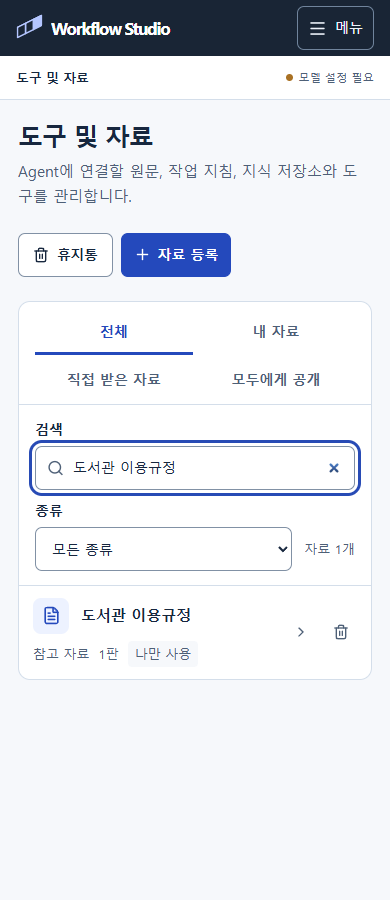 Workflow Studio
메뉴
도구 및 자료
모델 설정 필요
도구 및 자료
Agent에 연결할 원문, 작업 지침, 지식 저장소와 도
구를 관리합니다.
휴지통
자료 등록
전체
내 자료
직접 받은 자료
모두에게 공개
검색
도서관 이용규정
종류
모든 종류
자료 1개
도서관 이용규정
참고 자료 1판 나만 사용